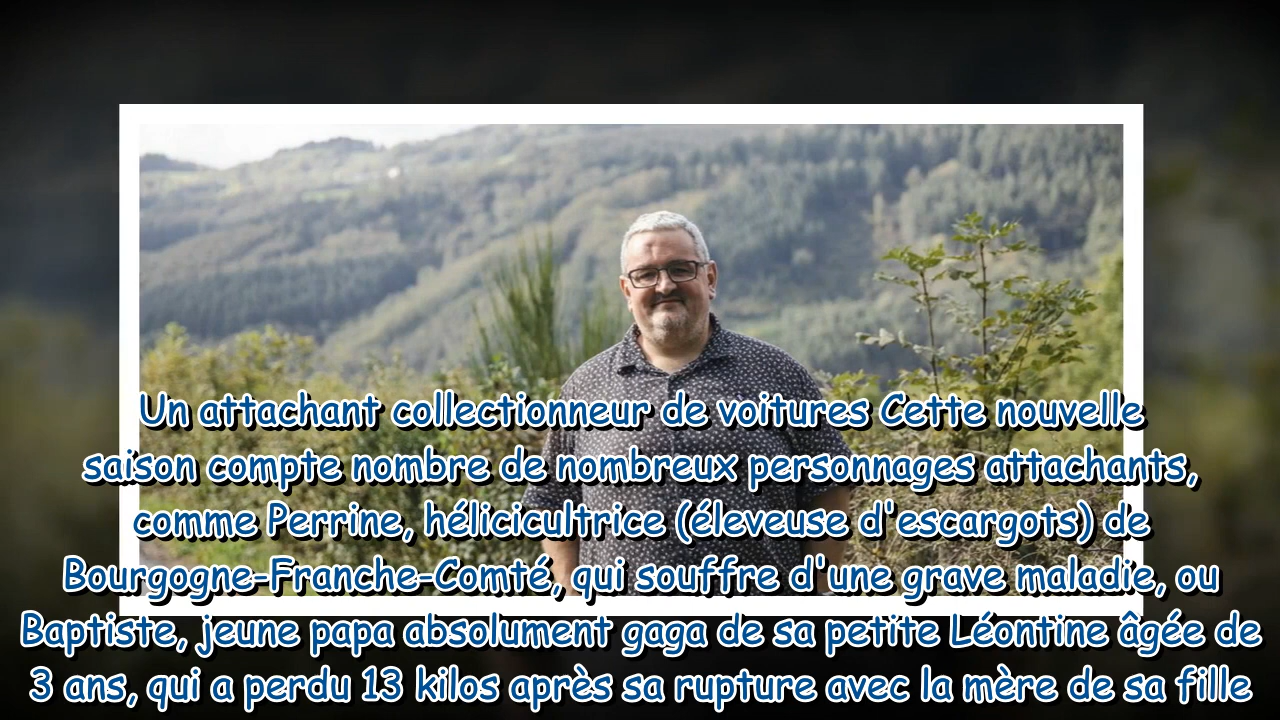 Un attachant collectionneur de voitures Cette nouvelle
saison compte nombre de nombreux personnages attachants,
comme Perrine, hélicicultrice (éleveuse d'escargots) de
Bourgogne-Franche-Comté, qui souffre d'une grave maladie, ou
Baptiste, jeune papa absolument gaga de sa petite Léontine âgée de
3 ans, qui a perdu 13 kilos après sa rupture avec la mère de sa fille